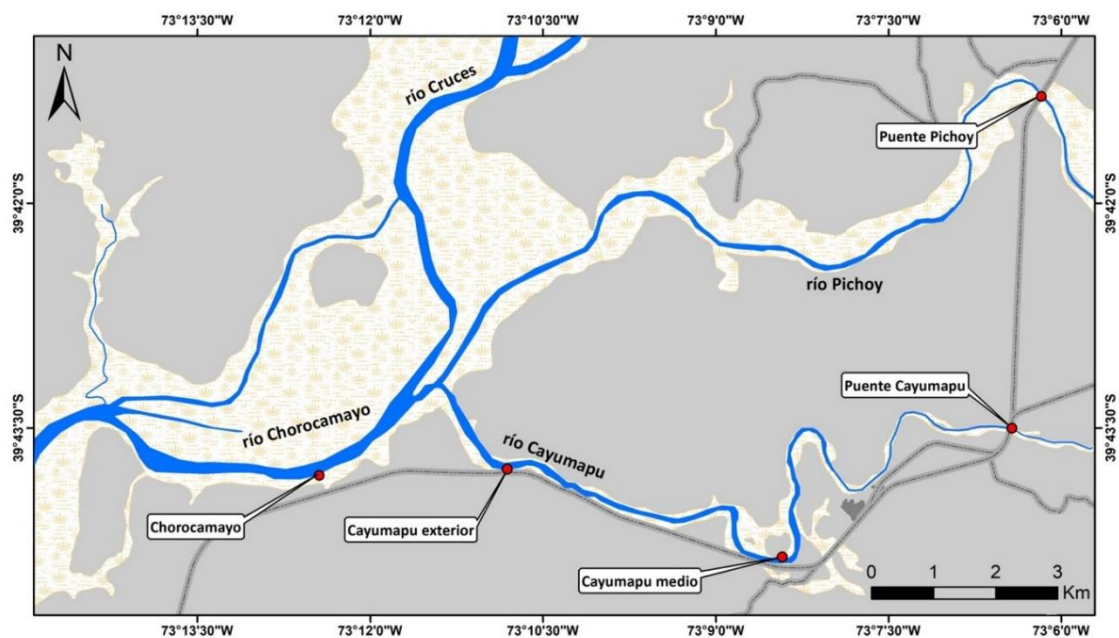 73°13'30"O 73°12'0"O 73°10'30"O 73°9'0"O 73°7'30"O 73°6'0"O
N
río Cruces
Puente Pichoy
39°42'0"S 39°42'0"S
río Pichoy
Puente Cayumapu
río Chorocamayo
39°43'30"S 39°43'30"S
río Cayumapu
Chorocamayo
Cayumapu exterior
Cayumapu medio
0 1 2 3
Km
73°13'30"O 73°12'0"O 73°10'30"O 73°9'0"O 73°7'30"O 73°6'0"O